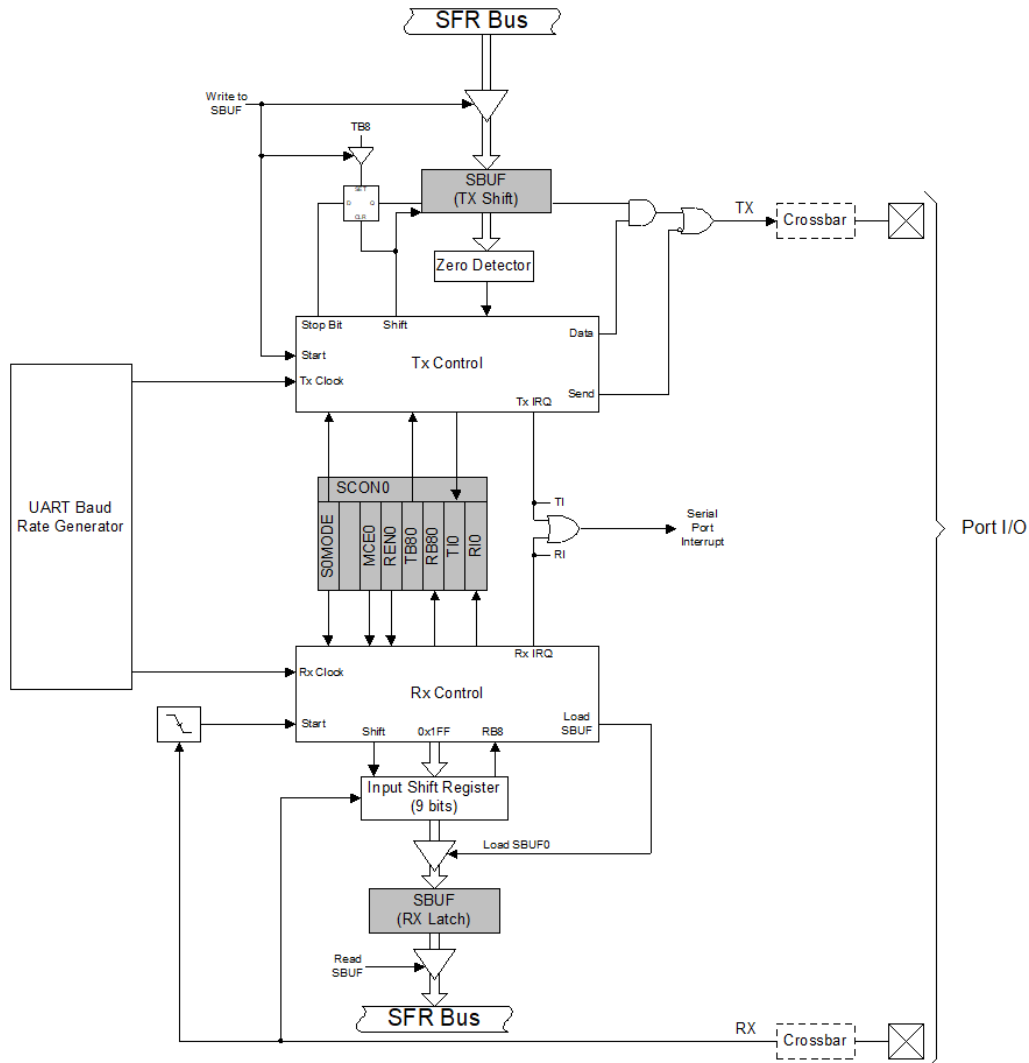 SFR Bus
Write to
SBUF
TB8
SET
D
Q
CLR
SBUF
(TX Shift)
TX
Crossbar
Zero Detector
Stop Bit
Shift
Data
Start
Tx Control
Tx Clock
Send
Tx IRQ
UART Baud
Rate Generator
SCON0
S0MODE
MCE0
REN0
TB80
RB80
TI0
RI0
TI
Serial
Port
Interrupt
RI
Port I/O
Rx IRQ
Rx Clock
Rx Control
Start
Load
SBUF
Shift
0x1FF
RB8
Input Shift Register
(9 bits)
Load SBUF0
SBUF
(RX Latch)
Read
SBUF
SFR Bus
RX
Crossbar